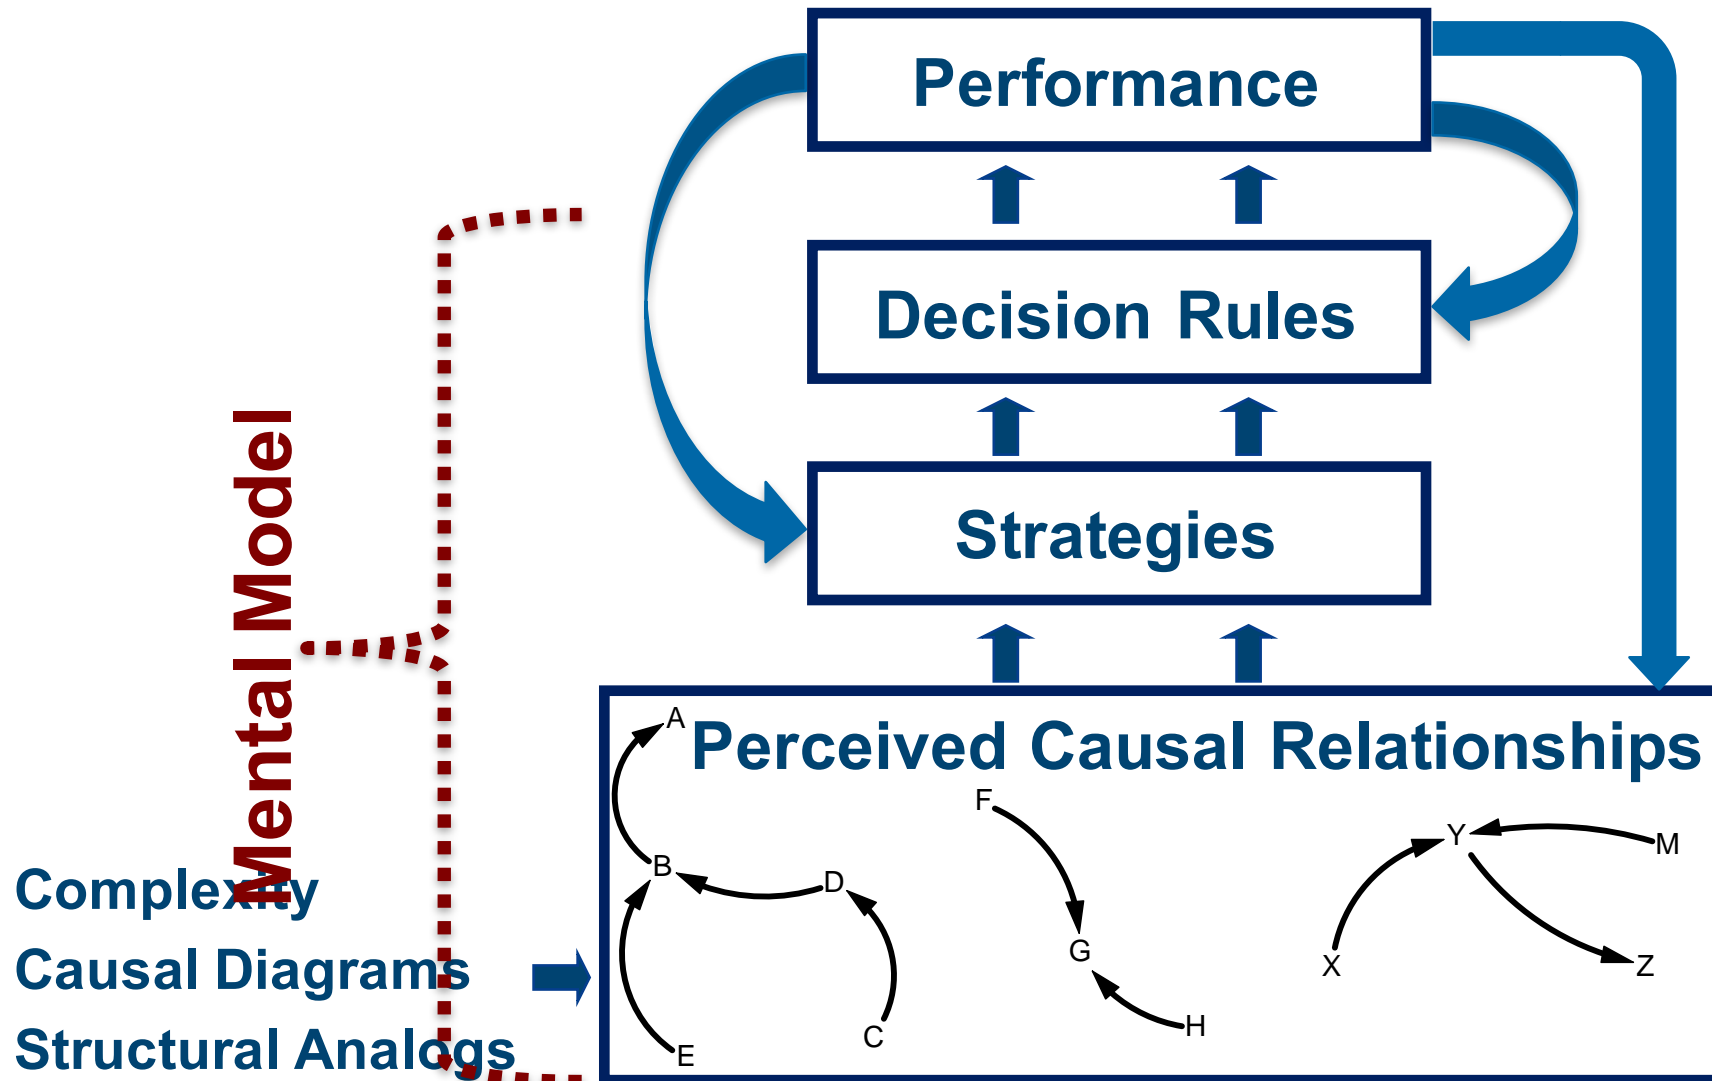 Performance
Decision Rules
Strategies
Mental Model
Perceived Causal Relationships
A
B
D
E
C
F
G
H
Y
M
X
Z
Complexity
Causal Diagrams
Structural Analogs